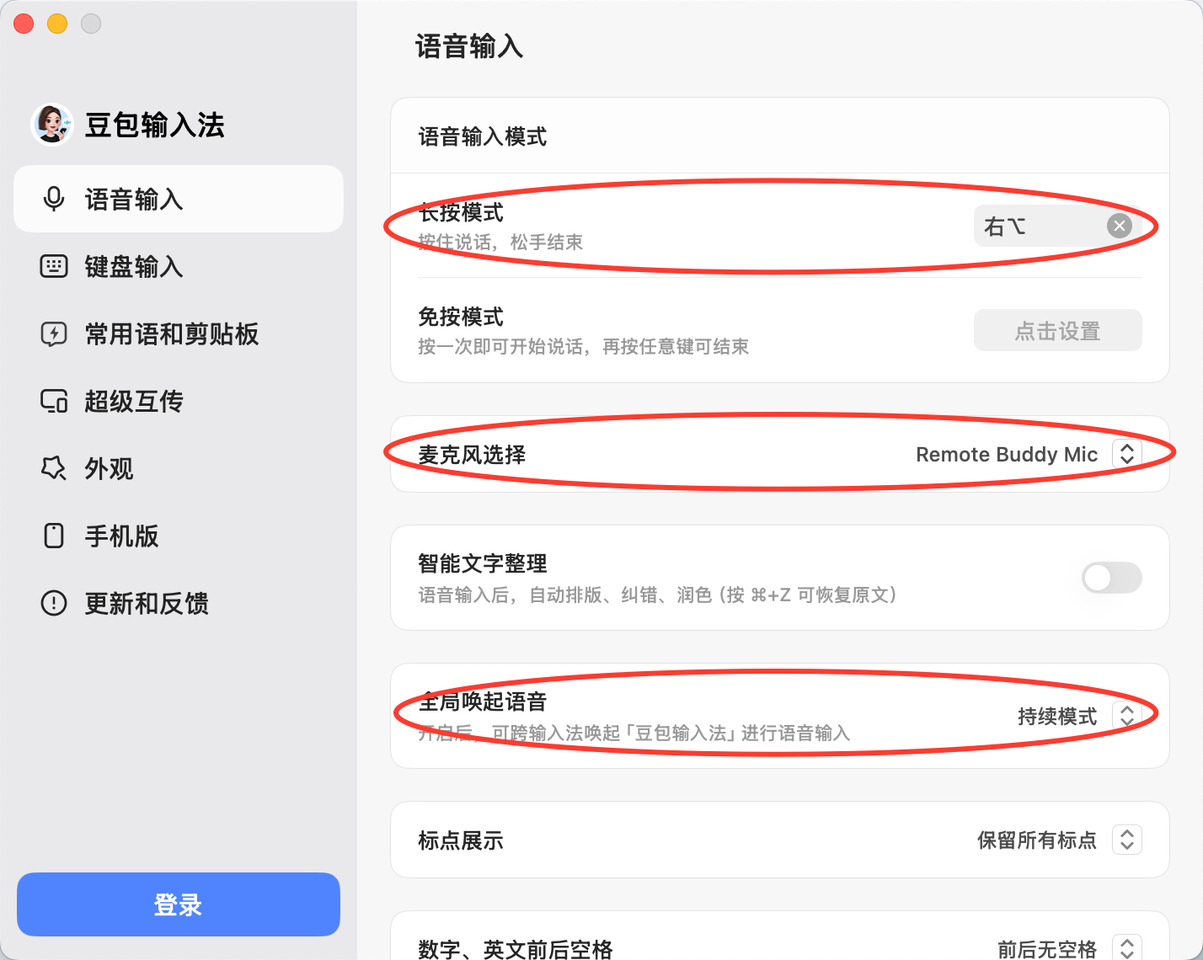 语音输入
豆包输入法
语音输入
键盘输入
常用语和剪贴板
超级互传
外观
手机版
更新和反馈
登录
语音输入模式
长按模式
按住说话，松手结束
右⌥
免按模式
按一次即可开始说话，再按任意键可结束
点击设置
麦克风选择
Remote Buddy Mic
智能文字整理
语音输入后，自动排版、纠错、润色（按 ⌘+Z 可恢复原文）
全局唤起语音
开启后，可跨输入法唤起「豆包输入法」进行语音输入
持续模式
标点展示
保留所有标点
数字、英文前后空格
前后无空格